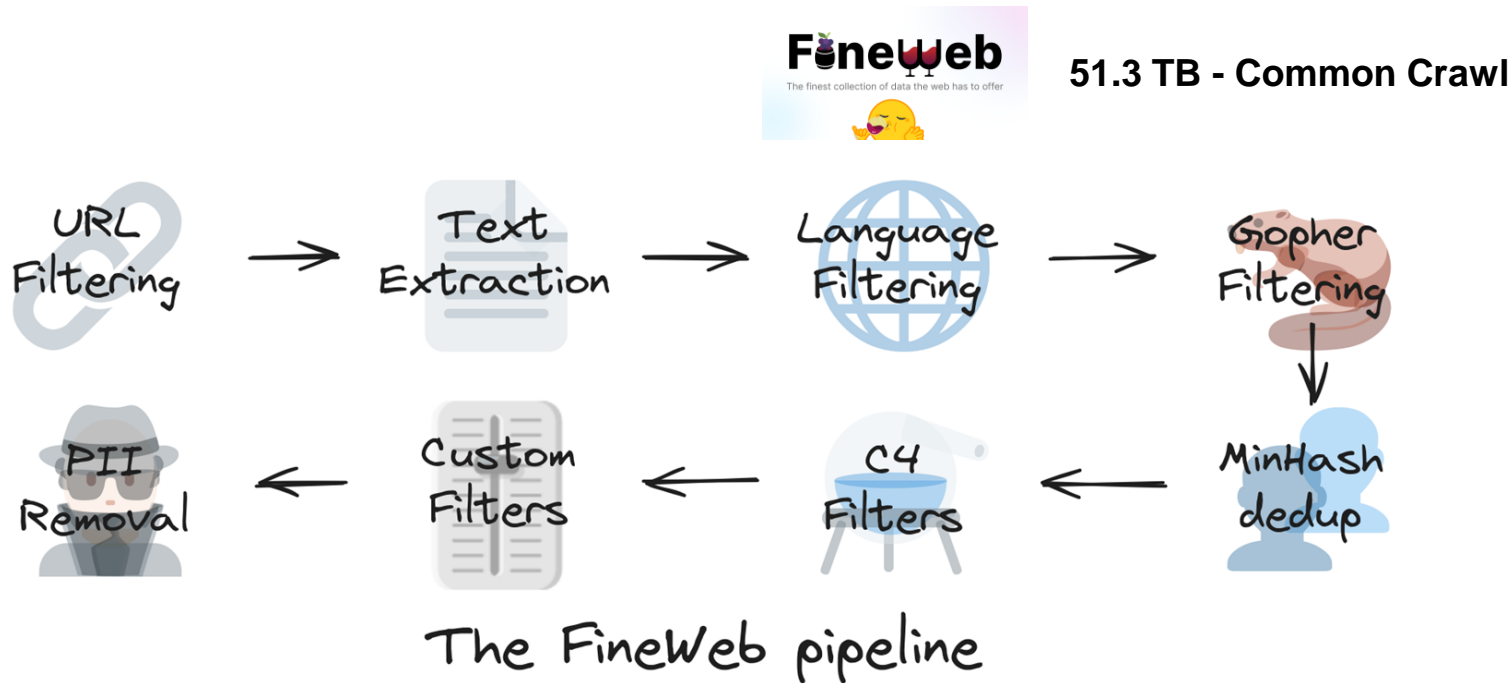 FineWeb
The finest collection of data the web has to offer
51.3 TB - Common Crawl
URL
Filtering
Text
Extraction
Language
Filtering
Gopher
Filtering
MinHash
dedup
C4
Filters
Custom
Filters
PII
Removal
The FineWeb pipeline